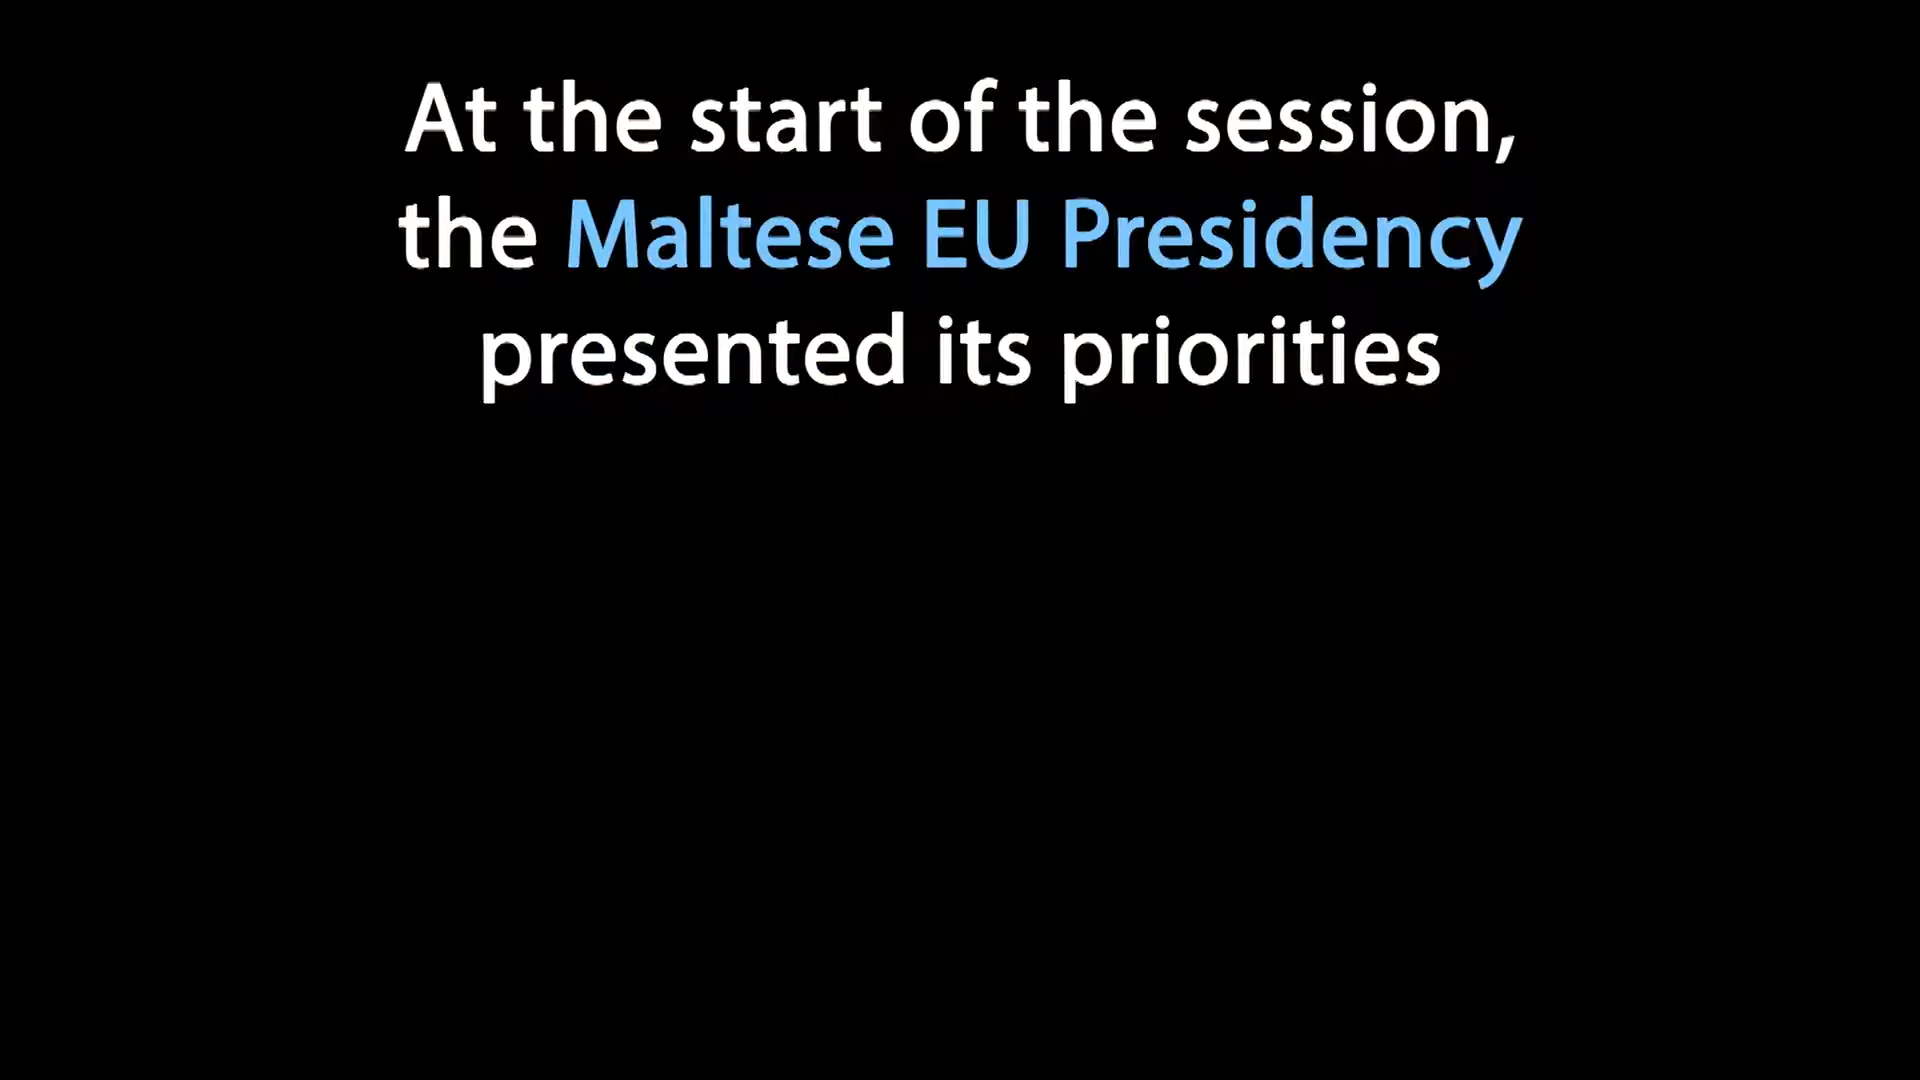 At the start of the session,
the Maltese EU Presidency
presented its priorities